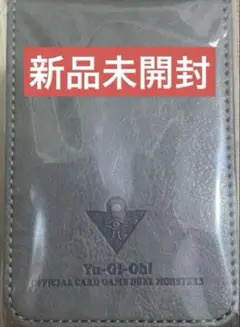 新品未開封
Yu-Gi-Oh!
OFFICIAL CARD GAME DUEL MONSTERS